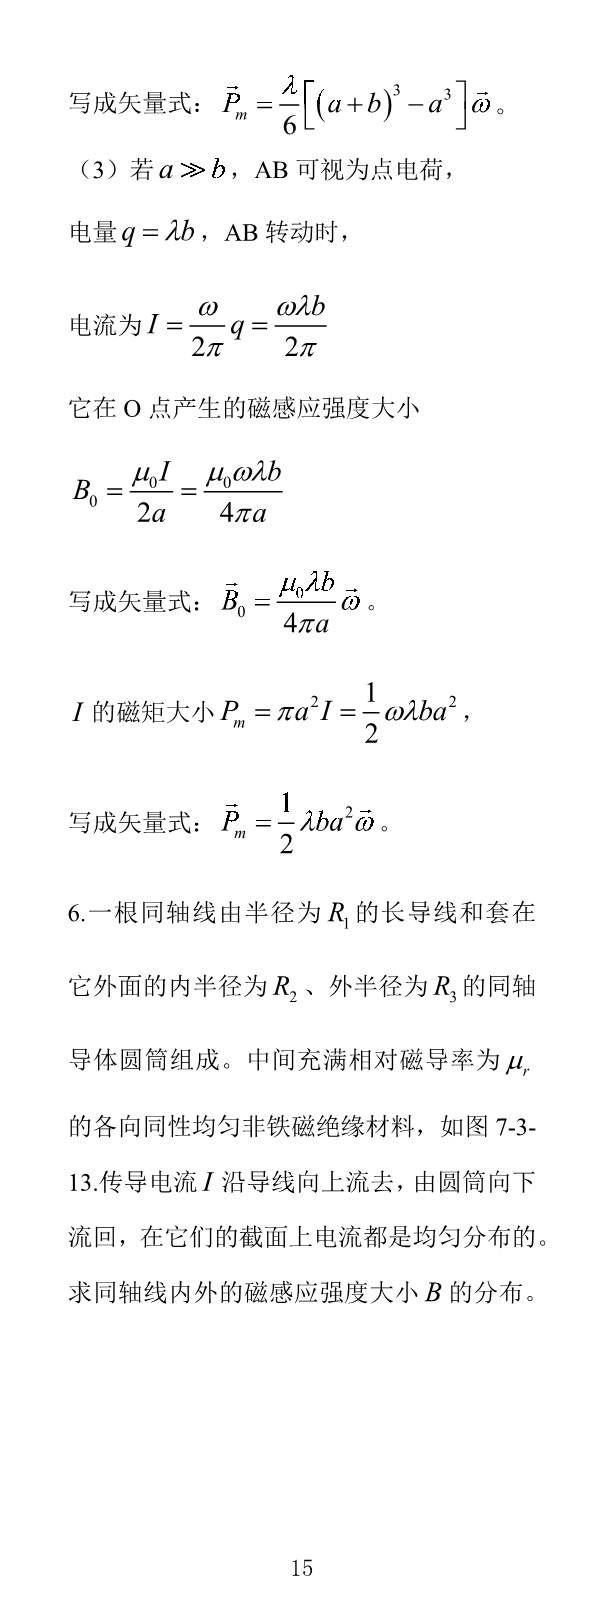 写成矢量式： $\vec{P}_m = \frac{\lambda}{6}\left[(a+b)^3 - a^3\right]\vec{\omega}$ 。
（3）若 $a \gg b$ ，AB 可视为点电荷，
电量 $q = \lambda b$ ，AB 转动时，
电流为 $I = \frac{\omega}{2\pi} q = \frac{\omega\lambda b}{2\pi}$
它在 O 点产生的磁感应强度大小
$B_0 = \frac{\mu_0 I}{2a} = \frac{\mu_0 \omega\lambda b}{4\pi a}$
写成矢量式： $\vec{B}_0 = \frac{\mu_0 \lambda b}{4\pi a}\vec{\omega}$ 。
$I$ 的磁矩大小 $P_m = \pi a^2 I = \frac{1}{2}\omega\lambda b a^2$ ，
写成矢量式： $\vec{P}_m = \frac{1}{2}\lambda b a^2 \vec{\omega}$ 。
6.一根同轴线由半径为 $R_1$ 的长导线和套在
它外面的内半径为 $R_2$ 、外半径为 $R_3$ 的同轴
导体圆筒组成。中间充满相对磁导率为 $\mu_r$
的各向同性均匀非铁磁绝缘材料，如图 7-3-
13.传导电流 $I$ 沿导线向上流去，由圆筒向下
流回，在它们的截面上电流都是均匀分布的。
求同轴线内外的磁感应强度大小 $B$ 的分布。
15